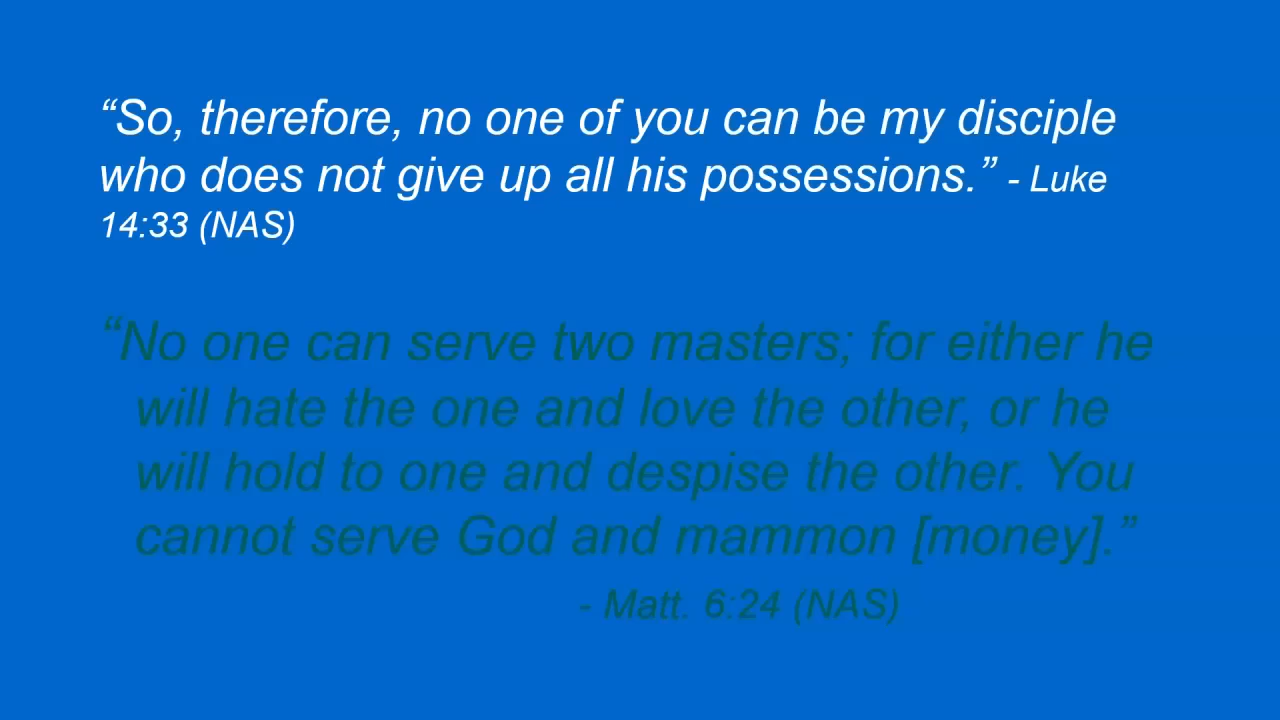 “So, therefore, no one of you can be my disciple
who does not give up all his possessions.” - Luke
14:33 (NAS)
“No one can serve two masters; for either he
will hate the one and love the other, or he
will hold to one and despise the other. You
cannot serve God and mammon [money].”
- Matt. 6:24 (NAS)